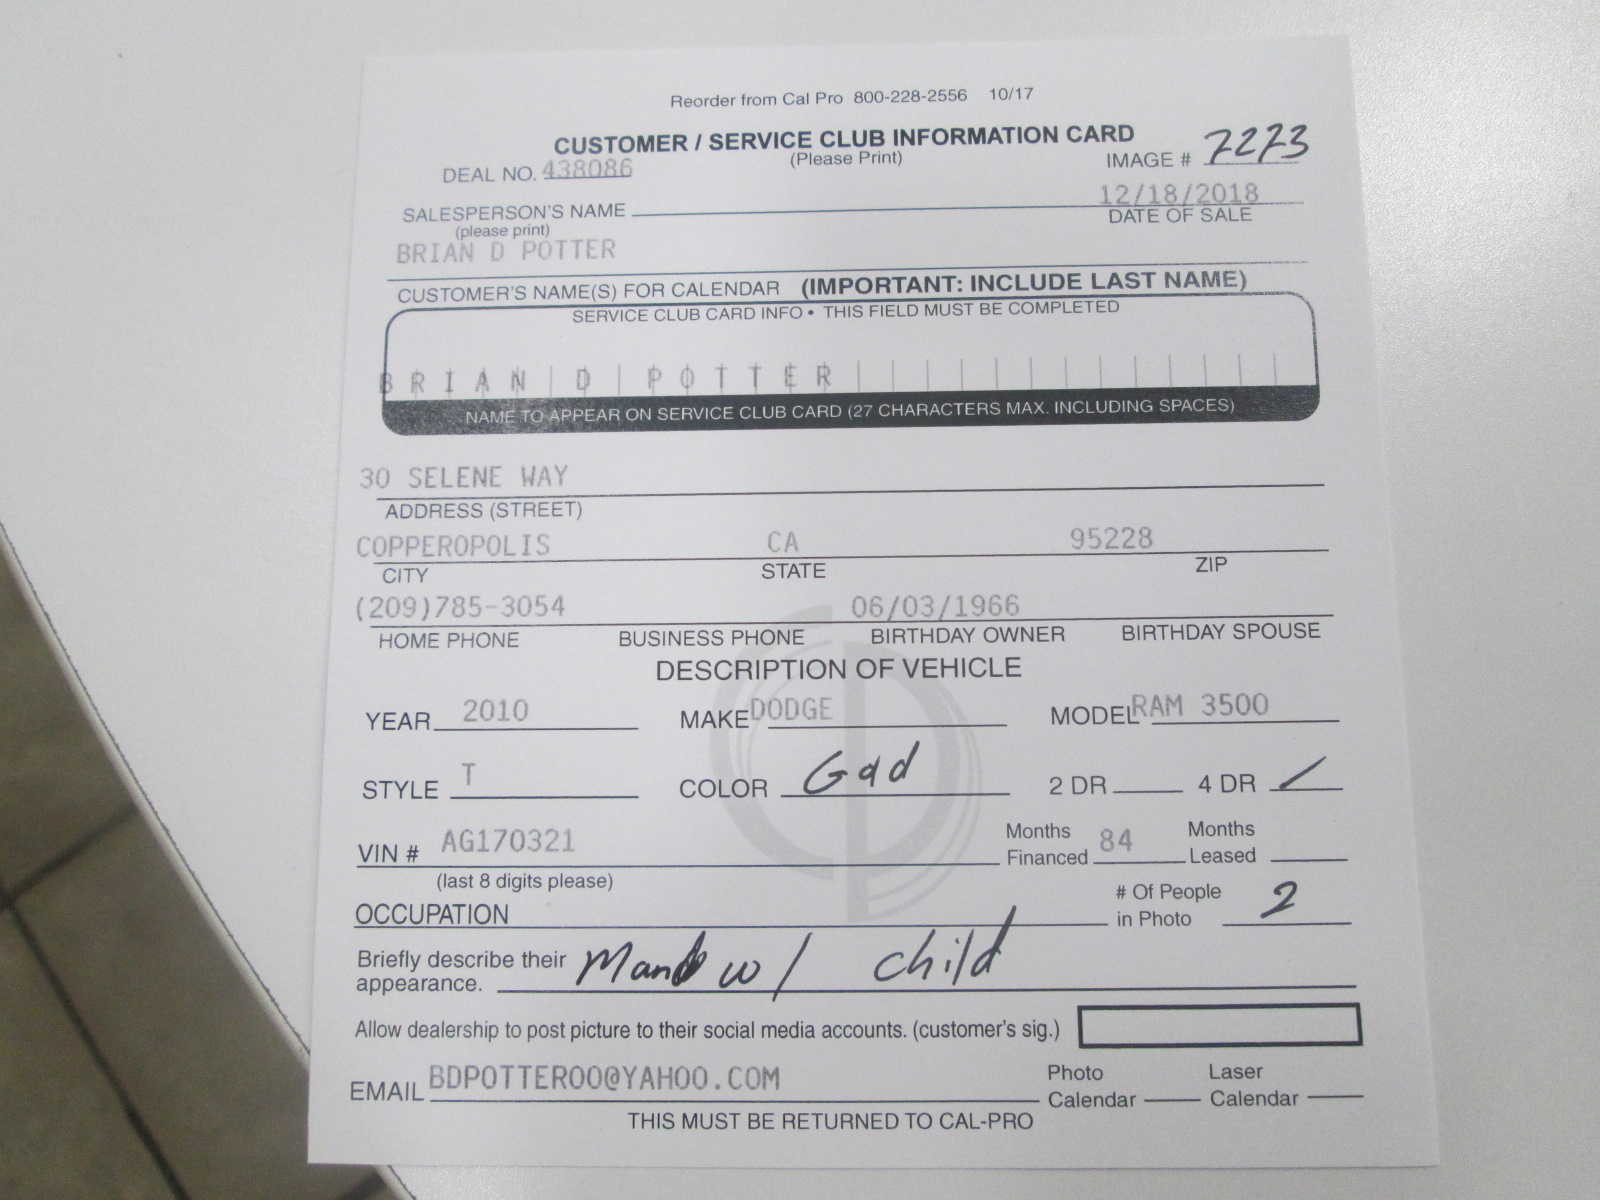 Reorder from Cal Pro 800-228-2556 10/17
CUSTOMER / SERVICE CLUB INFORMATION CARD
(Please Print)
DEAL NO. 438086
IMAGE # 7273
12/18/2018
SALESPERSON'S NAME
(please print)
DATE OF SALE
BRIAN D POTTER
CUSTOMER'S NAME(S) FOR CALENDAR (IMPORTANT: INCLUDE LAST NAME)
SERVICE CLUB CARD INFO • THIS FIELD MUST BE COMPLETED
BRIAN D POTTER
NAME TO APPEAR ON SERVICE CLUB CARD (27 CHARACTERS MAX. INCLUDING SPACES)
30 SELENE WAY
ADDRESS (STREET)
COPPEROPOLIS CA 95228
CITY STATE ZIP
(209)785-3054 06/03/1966
HOME PHONE BUSINESS PHONE BIRTHDAY OWNER BIRTHDAY SPOUSE
DESCRIPTION OF VEHICLE
YEAR 2010 MAKE DODGE MODEL RAM 3500
STYLE T COLOR Gad 2 DR 4 DR
VIN # AG170321 Months Financed 84 Months Leased
(last 8 digits please)
OCCUPATION # Of People in Photo 2
Briefly describe their appearance. Man w/ child
Allow dealership to post picture to their social media accounts. (customer's sig.)
EMAIL BDPOTTER00@YAHOO.COM Photo Calendar Laser Calendar
THIS MUST BE RETURNED TO CAL-PRO